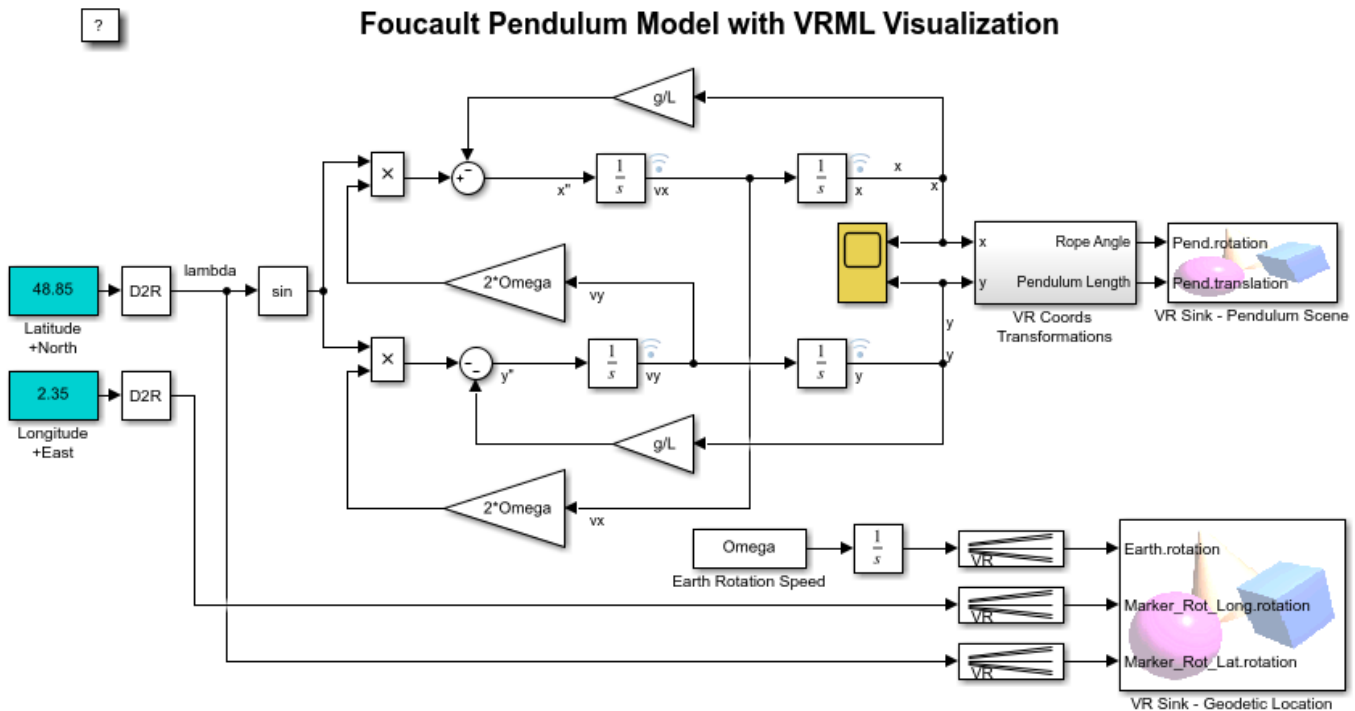 ?
Foucault Pendulum Model with VRML Visualization
g/L
×
+
−
x"
1
s
vx
1
s
x
x
x
2*Omega
vy
x
y
Rope Angle
Pendulum Length
Pend.rotation
Pend.translation
VR Coords
Transformations
VR Sink - Pendulum Scene
48.85
D2R
lambda
sin
Latitude
+North
×
−
−
y"
1
s
vy
1
s
y
y
y
2.35
D2R
Longitude
+East
g/L
2*Omega
vx
Omega
Earth Rotation Speed
1
s
VR
VR
VR
Earth.rotation
Marker_Rot_Long.rotation
Marker_Rot_Lat.rotation
VR Sink - Geodetic Location